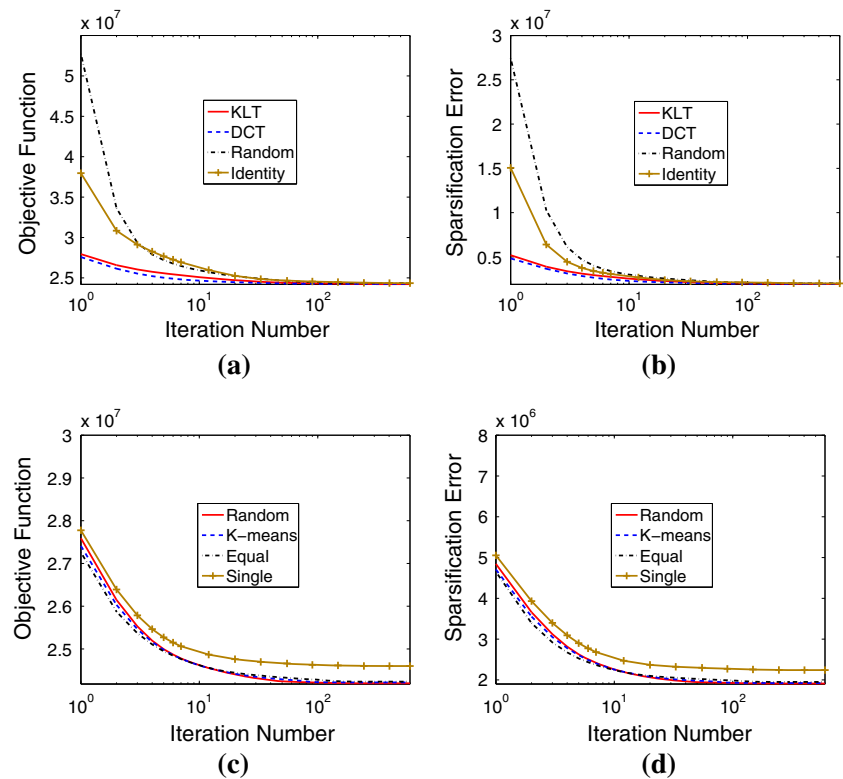 x 10^7
5
4.5
4
3.5
3
2.5
Objective Function
KLT
DCT
Random
Identity
10^0
10^1
10^2
Iteration Number
(a)
x 10^7
3
2.5
2
1.5
1
0.5
Sparsification Error
KLT
DCT
Random
Identity
10^0
10^1
10^2
Iteration Number
(b)
x 10^7
3
2.9
2.8
2.7
2.6
2.5
Objective Function
Random
K-means
Equal
Single
10^0
10^1
10^2
Iteration Number
(c)
x 10^6
8
7
6
5
4
3
2
Sparsification Error
Random
K-means
Equal
Single
10^0
10^1
10^2
Iteration Number
(d)